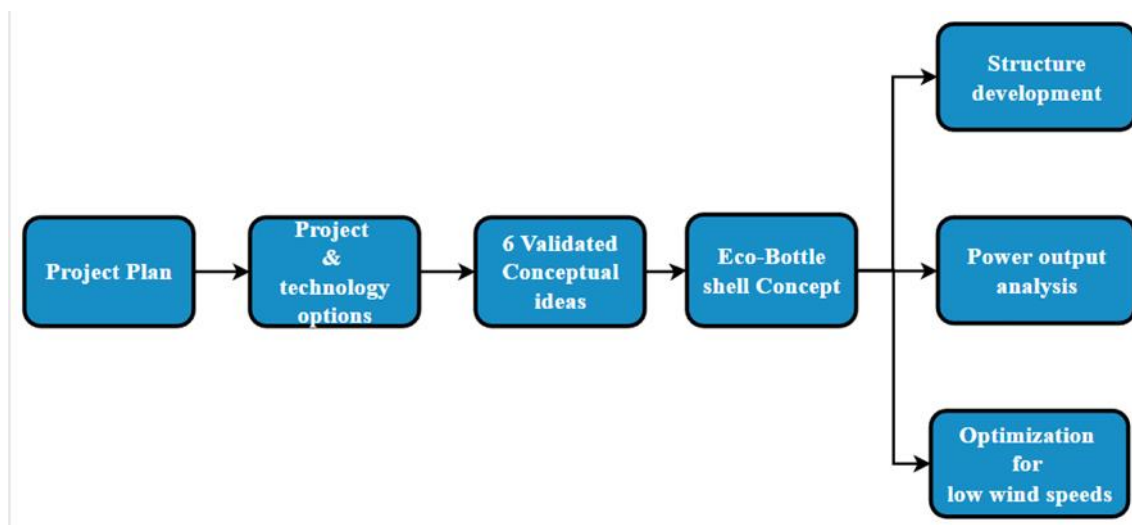 Structure
development
Project Plan
Project
&
technology
options
6 Validated
Conceptual
ideas
Eco-Bottle
shell Concept
Power output
analysis
Optimization
for
low wind speeds